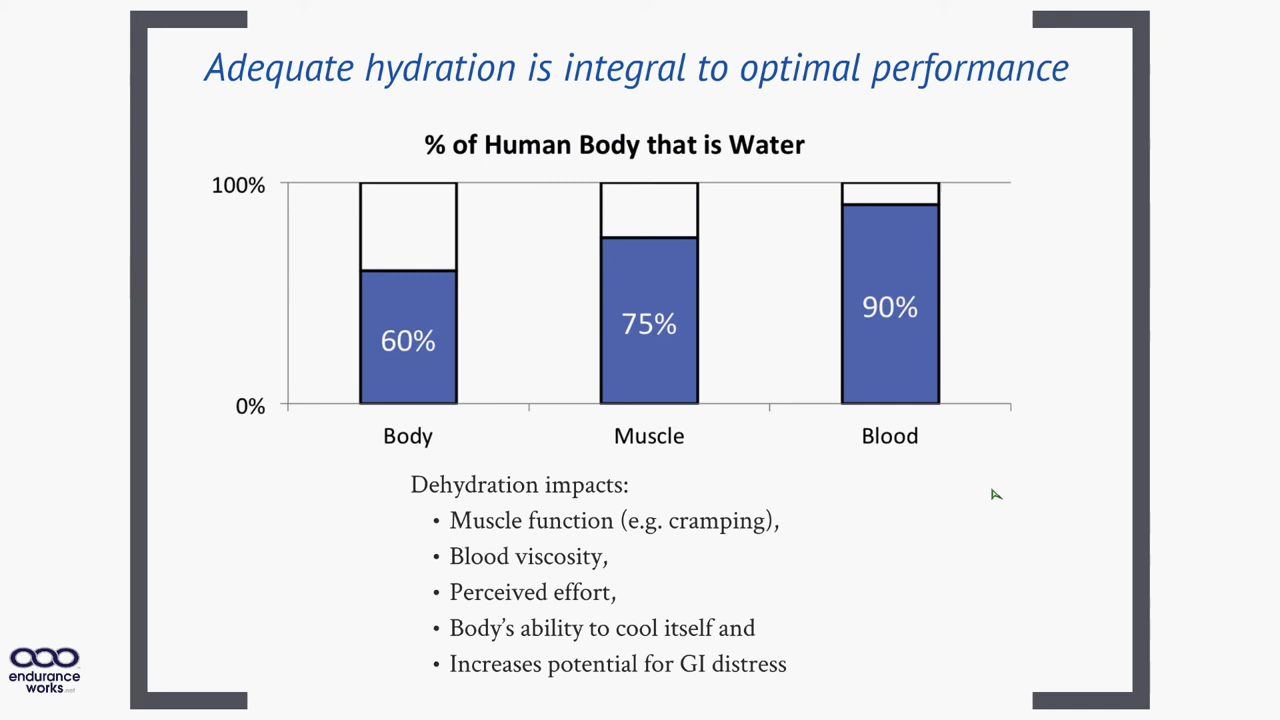 Adequate hydration is integral to optimal performance
% of Human Body that is Water
100%
60%
75%
90%
0%
Body
Muscle
Blood
Dehydration impacts:
• Muscle function (e.g. cramping),
• Blood viscosity,
• Perceived effort,
• Body's ability to cool itself and
• Increases potential for GI distress
endurance
works.net